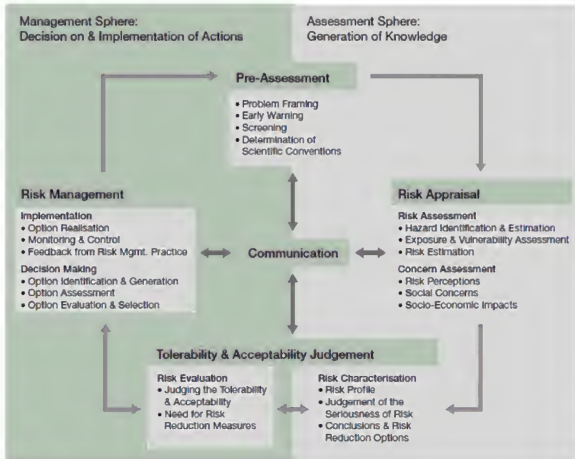 Management Sphere:
Decision on & Implementation of Actions
Assessment Sphere:
Generation of Knowledge
Pre-Assessment
• Problem Framing
• Early Warning
• Screening
• Determination of
Scientific Conventions
Risk Management
Implementation
• Option Realisation
• Monitoring & Control
• Feedback from Risk Mgmt. Practice
Decision Making
• Option Identification & Generation
• Option Assessment
• Option Evaluation & Selection
Communication
Risk Appraisal
Risk Assessment
• Hazard Identification & Estimation
• Exposure & Vulnerability Assessment
• Risk Estimation
Concern Assessment
• Risk Perceptions
• Social Concerns
• Socio-Economic Impacts
Tolerability & Acceptability Judgement
Risk Evaluation
• Judging the Tolerability
& Acceptability
• Need for Risk
Reduction Measures
Risk Characterisation
• Risk Profile
• Judgement of the
Seriousness of Risk
• Conclusions & Risk
Reduction Options